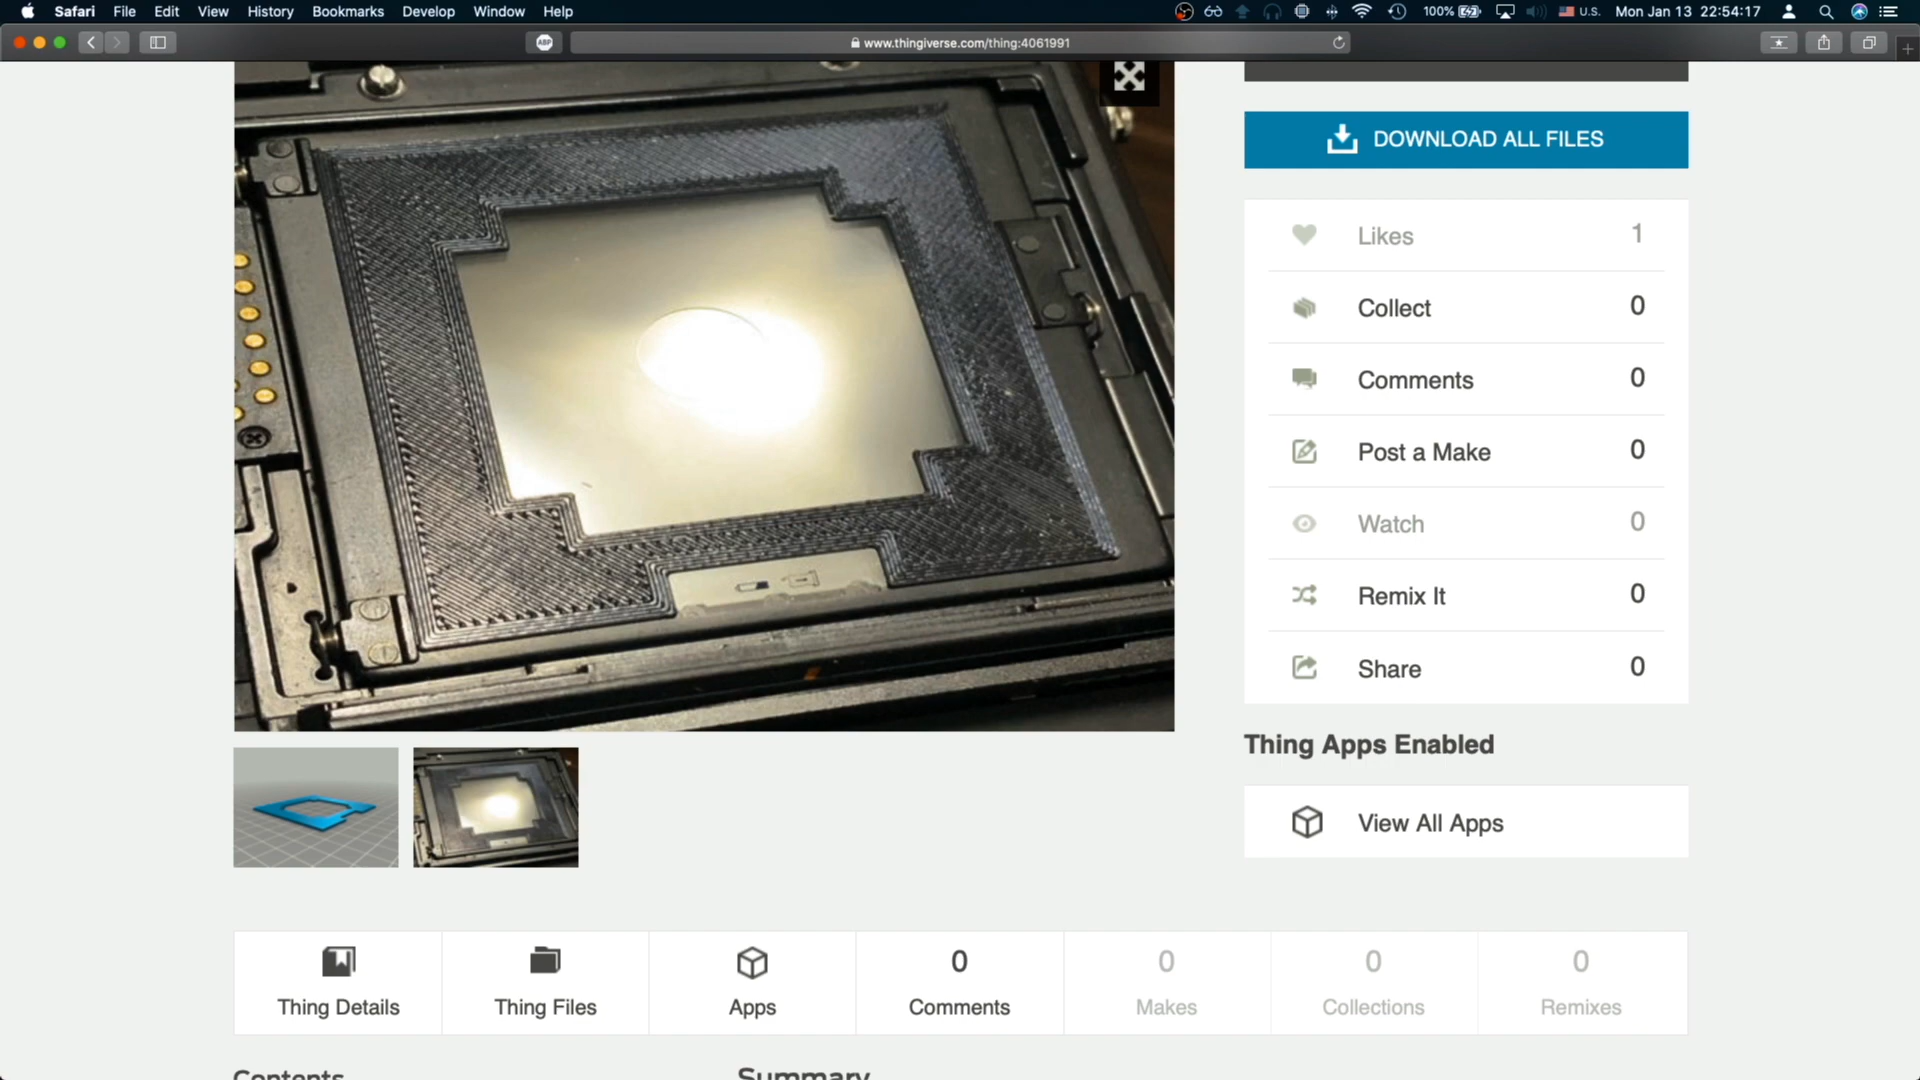 Safari File Edit View History Bookmarks Develop Window Help 100% U.S. Mon Jan 13 22:54:17
ABP www.thingiverse.com/thing:4061991
DOWNLOAD ALL FILES
Likes 1
Collect 0
Comments 0
Post a Make 0
Watch 0
Remix It 0
Share 0
Thing Apps Enabled
View All Apps
0 0 0 0
Thing Details Thing Files Apps Comments Makes Collections Remixes
Contents Summary